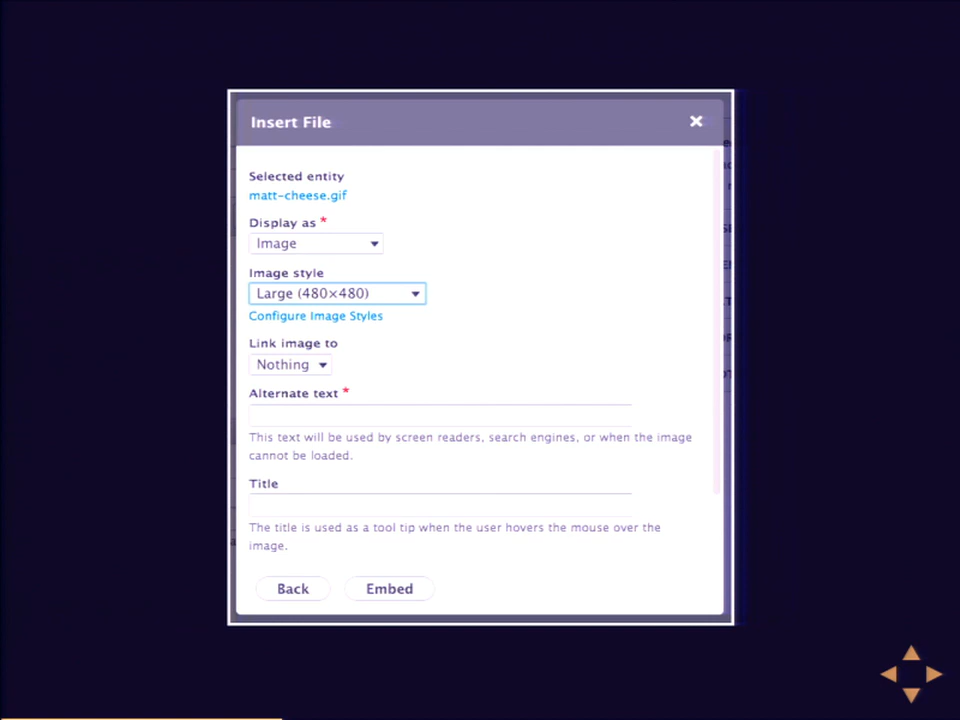 Insert File
Selected entity
matt-cheese.gif
Display as *
Image
Image style
Large (480×480)
Configure Image Styles
Link image to
Nothing
Alternate text *
This text will be used by screen readers, search engines, or when the image
cannot be loaded.
Title
The title is used as a tool tip when the user hovers the mouse over the
image.
Back Embed